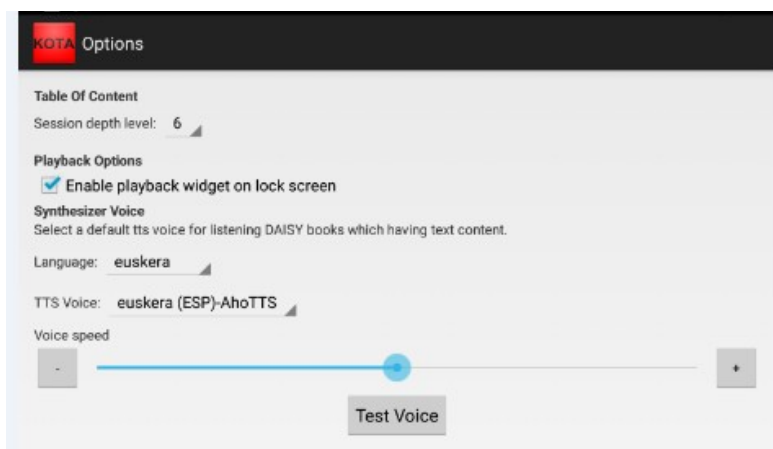 KOTA Options
Table Of Content
Session depth level: 6
Playback Options
Enable playback widget on lock screen
Synthesizer Voice
Select a default tts voice for listening DAISY books which having text content.
Language: euskera
TTS Voice: euskera (ESP)-AhoTTS
Voice speed
- +
Test Voice